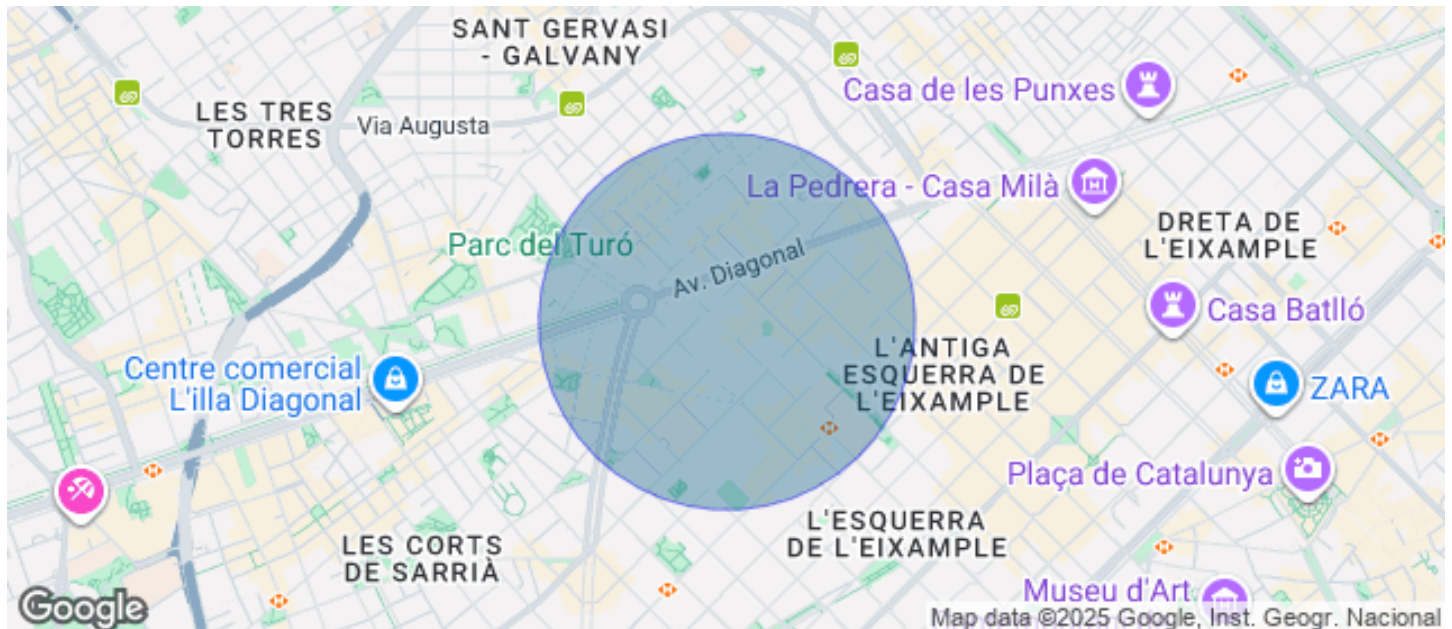 SANT GERVASI
- GALVANY
Casa de les Punxes
LES TRES
TORRES
Via Augusta
La Pedrera - Casa Milà
DRETA DE
L'EIXAMPLE
Parc del Turó
Av. Diagonal
Casa Batlló
L'ANTIGA
ESQUERRA DE
L'EIXAMPLE
Centre comercial
L'illa Diagonal
ZARA
Plaça de Catalunya
L'ESQUERRA
DE L'EIXAMPLE
LES CORTS
DE SARRIÀ
Museu d'Art
Google
Map data ©2025 Google, Inst. Geogr. Nacional